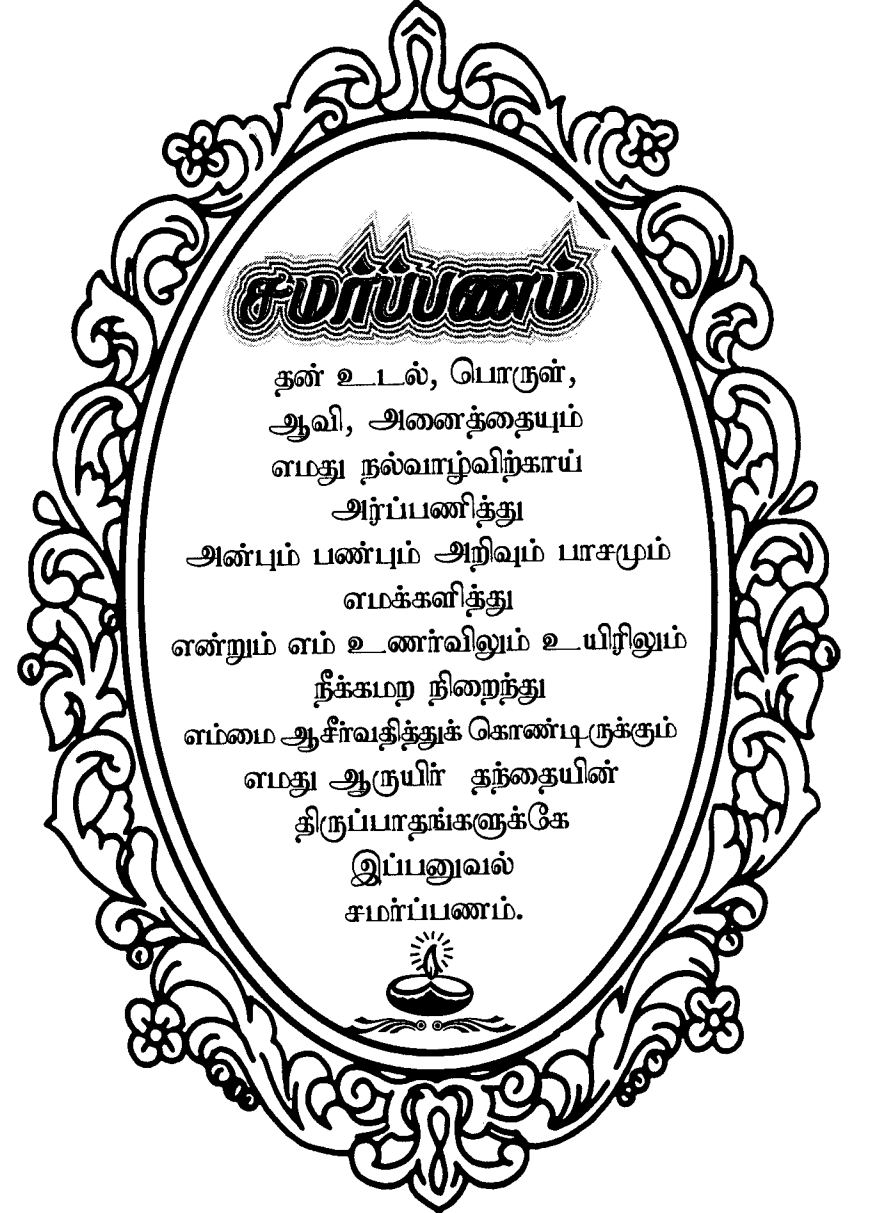 சமர்ப்பணம்
தன் உடல், பொருள்,
ஆவி, அனைத்தையும்
எமது நல்வாழ்விற்காய்
அர்ப்பணித்து
அன்பும் பண்பும் அறிவும் பாசமும்
எமக்களித்து
என்றும் எம் உணர்விலும் உயிரிலும்
நீக்கமற நிறைந்து
எம்மை ஆசீர்வதித்துக் கொண்டிருக்கும்
எமது ஆருயிர் தந்தையின்
திருப்பாதங்களுக்கே
இப்பனுவல்
சமர்ப்பணம்.